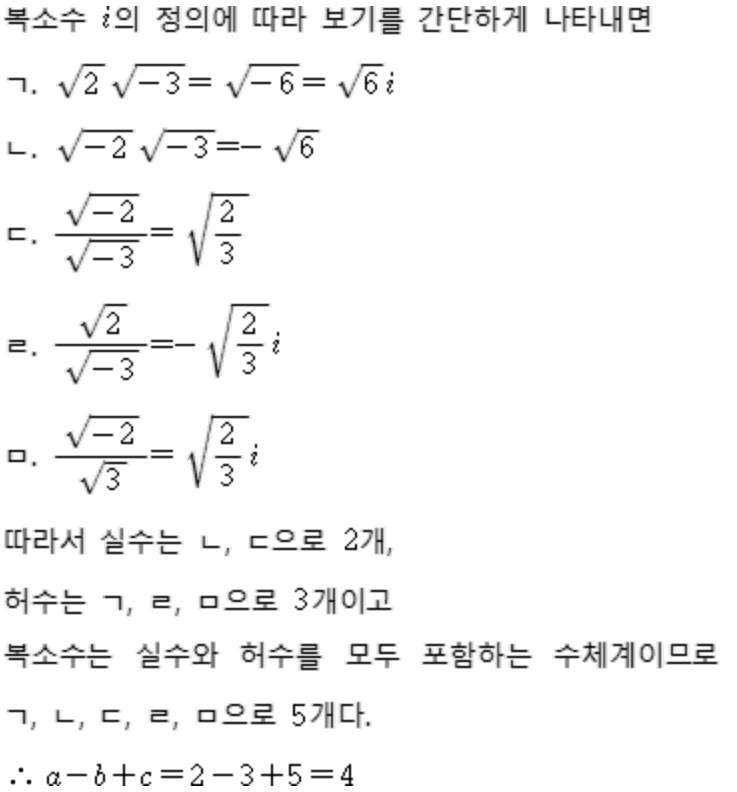 복소수 i의 정의에 따라 보기를 간단하게 나타내면
ㄱ. √2 √-3 = √-6 = √6 i
ㄴ. √-2 √-3 =- √6
ㄷ. √-2/√-3 = √(2/3)
ㄹ. √2/√-3 =- √(2/3) i
ㅁ. √-2/√3 = √(2/3) i
따라서 실수는 ㄴ, ㄷ으로 2개,
허수는 ㄱ, ㄹ, ㅁ으로 3개이고
복소수는 실수와 허수를 모두 포함하는 수체계이므로
ㄱ, ㄴ, ㄷ, ㄹ, ㅁ으로 5개다.
∴ a-b+c=2-3+5=4